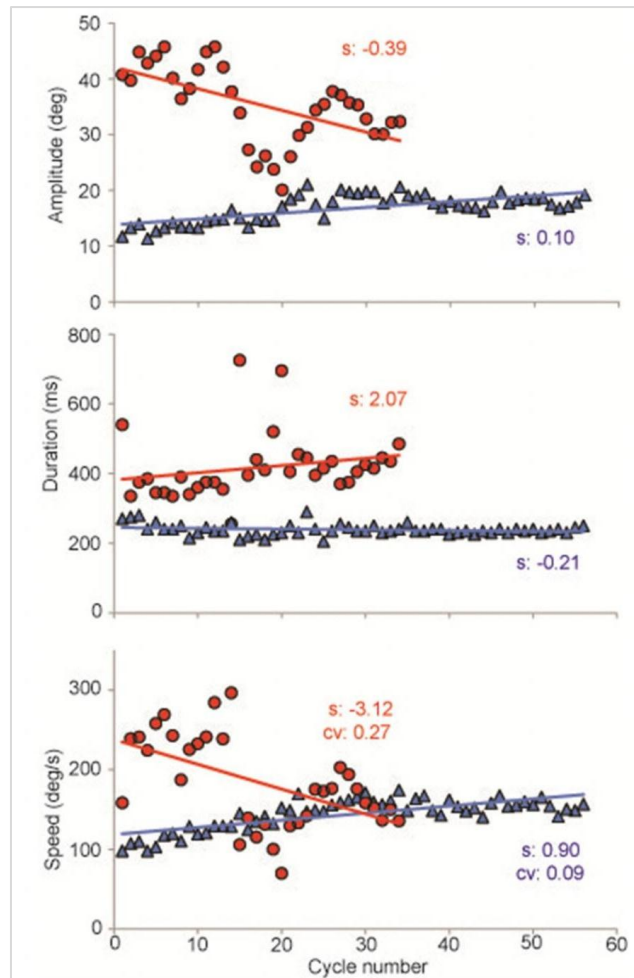 50
40
30
20
10
0
Amplitude (deg)
s: -0.39
s: 0.10
800
600
400
200
0
Duration (ms)
s: 2.07
s: -0.21
300
200
100
0
Speed (deg/s)
s: -3.12
cv: 0.27
s: 0.90
cv: 0.09
0 10 20 30 40 50 60
Cycle number